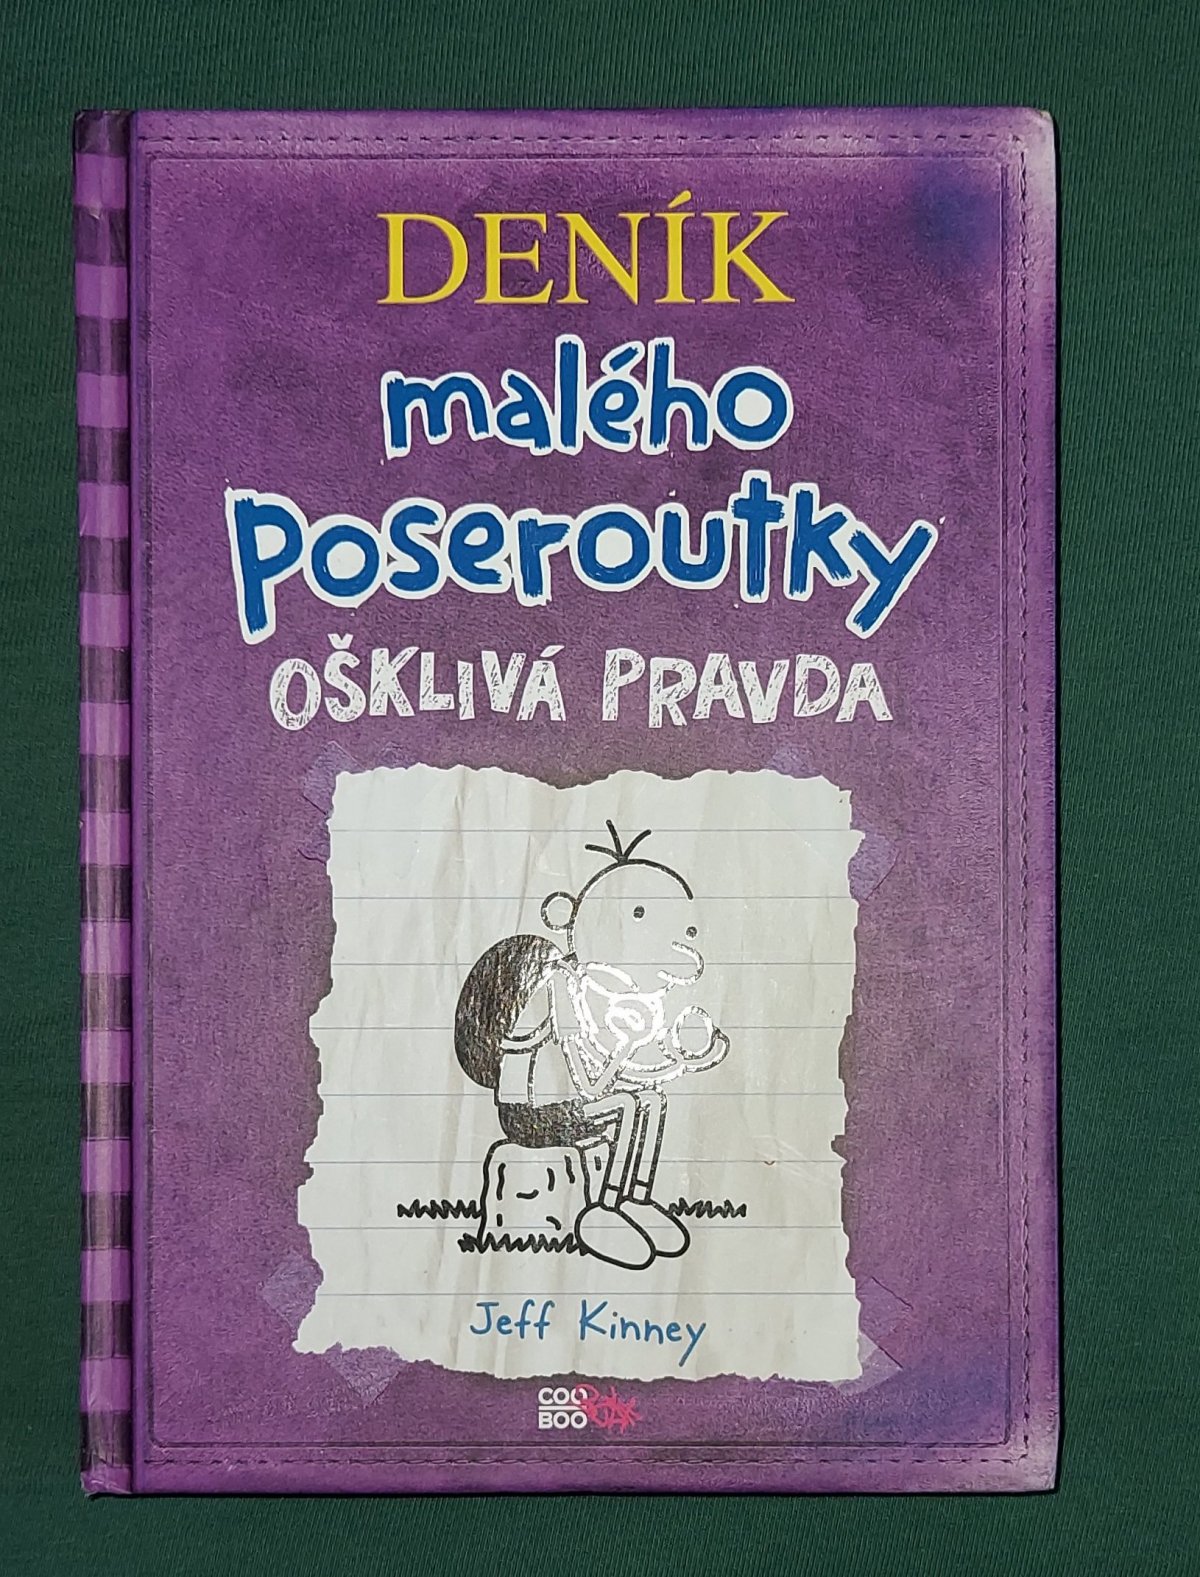 DENÍK
malého
poseroutky
OŠKLIVÁ PRAVDA
Jeff Kinney
COO
BOO